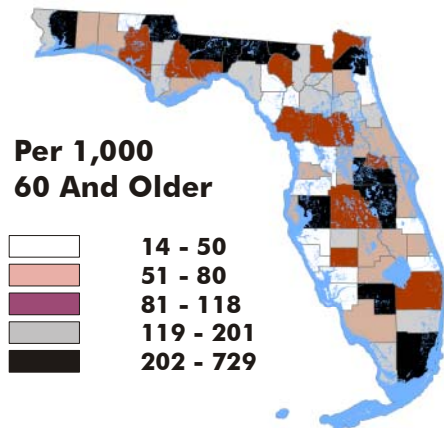 Per 1,000
60 And Older
14 - 50
51 - 80
81 - 118
119 - 201
202 - 729